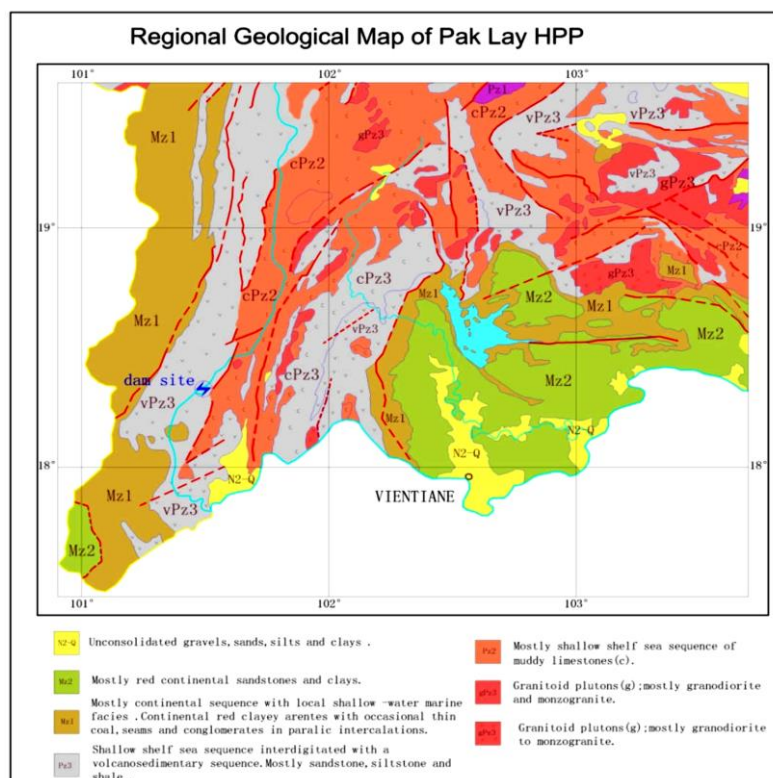 Regional Geological Map of Pak Lay HPP
101° 102° 103°
Pz1
Mz1 cPz2 vPz3 vPz3
gPz3
cPz2
vPz3 gPz3
vPz3
19° 19°
cPz2
cPz3 gPz3 Mz1
cPz2 Mz1 Mz2 Mz1
Mz1 vPz3 Mz2
dam site cPz3 Mz2
vPz3 Mz1
N2-Q N2-Q
18° N2-Q 18°
Mz1 VIENTIANE
vPz3
Mz2
101° 102° 103°
N2-Q Unconsolidated gravels,sands,silts and clays .
Mz2 Mostly red continental sandstones and clays.
Mz1 Mostly continental sequence with local shallow -water marine
facies .Continental red clayey arentes with occasional thin
coal,seams and conglomerates in paralic intercalations.
Pz3 Shallow shelf sea sequence interdigitated with a
volcanosedimentary sequence.Mostly sandstone,siltstone and
shale
Pz2 Mostly shallow shelf sea sequence of
muddy limestones(c).
gPz3 Granitoid plutons(g);mostly granodiorite
and monzogranite.
gPz3 Granitoid plutons(g);mostly granodiorite
to monzogranite.